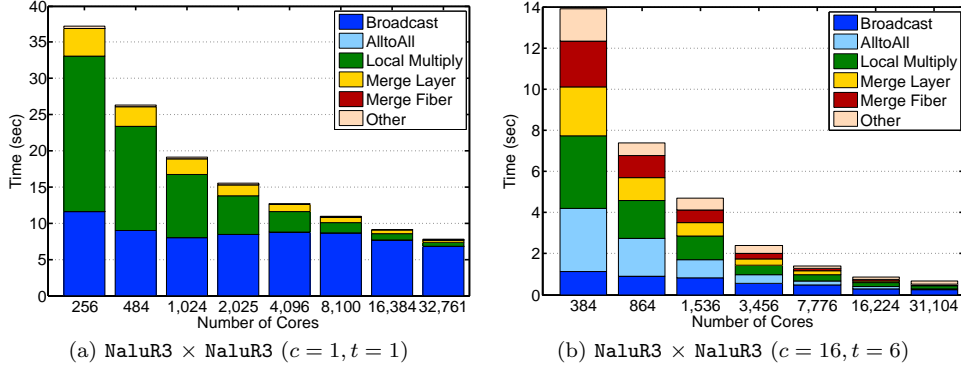 40
35
30
25
20
15
10
5
0
Time (sec)
Broadcast
AlltoAll
Local Multiply
Merge Layer
Merge Fiber
Other
256 484 1,024 2,025 4,096 8,100 16,384 32,761
Number of Cores
(a) NaluR3 × NaluR3 (c = 1, t = 1)
14
12
10
8
6
4
2
0
Time (sec)
Broadcast
AlltoAll
Local Multiply
Merge Layer
Merge Fiber
Other
384 864 1,536 3,456 7,776 16,224 31,104
Number of Cores
(b) NaluR3 × NaluR3 (c = 16, t = 6)